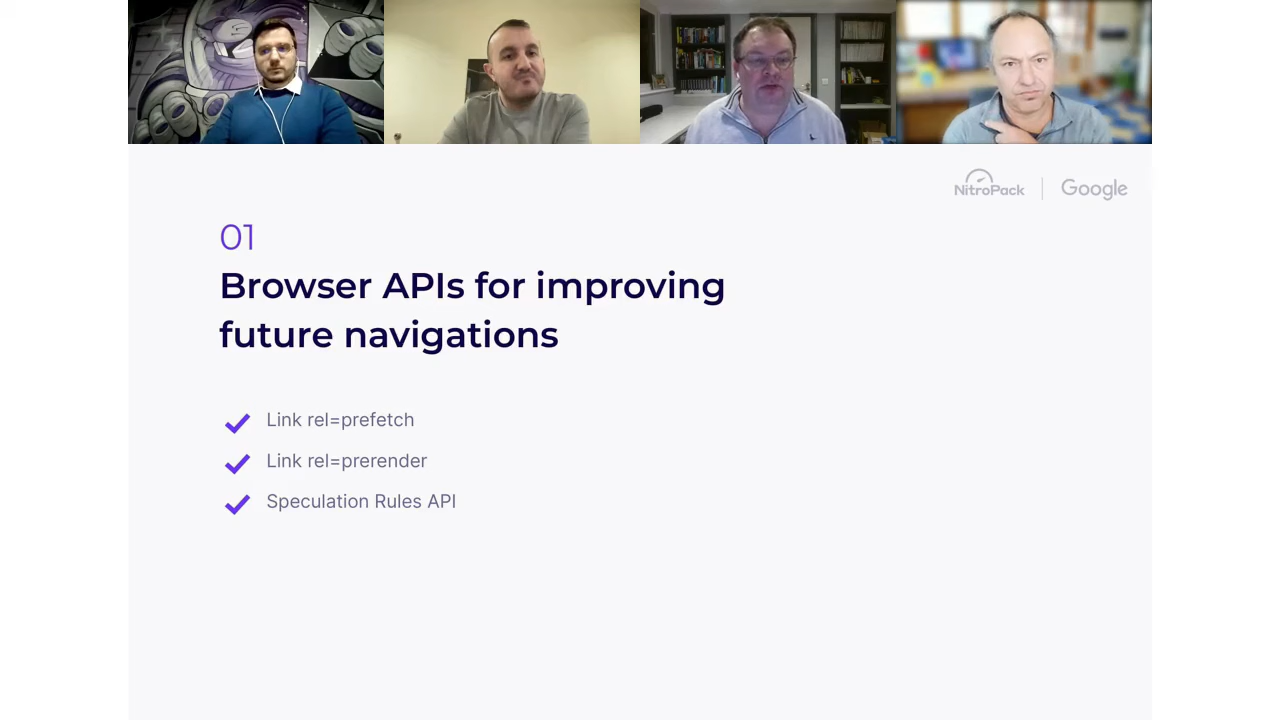 NitroPack
Google
01
Browser APIs for improving
future navigations
Link rel=prefetch
Link rel=prerender
Speculation Rules API